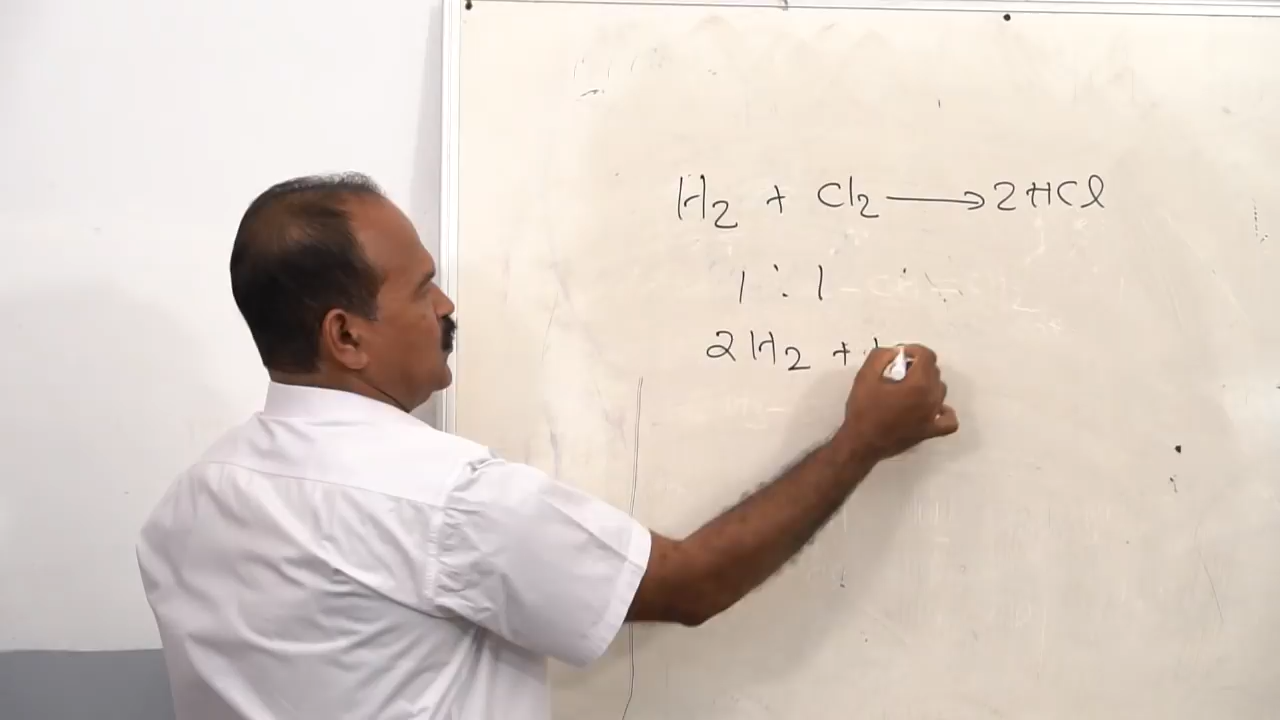 H₂ + Cl₂ ⟶ 2HCl
1 : 1
2H₂ +